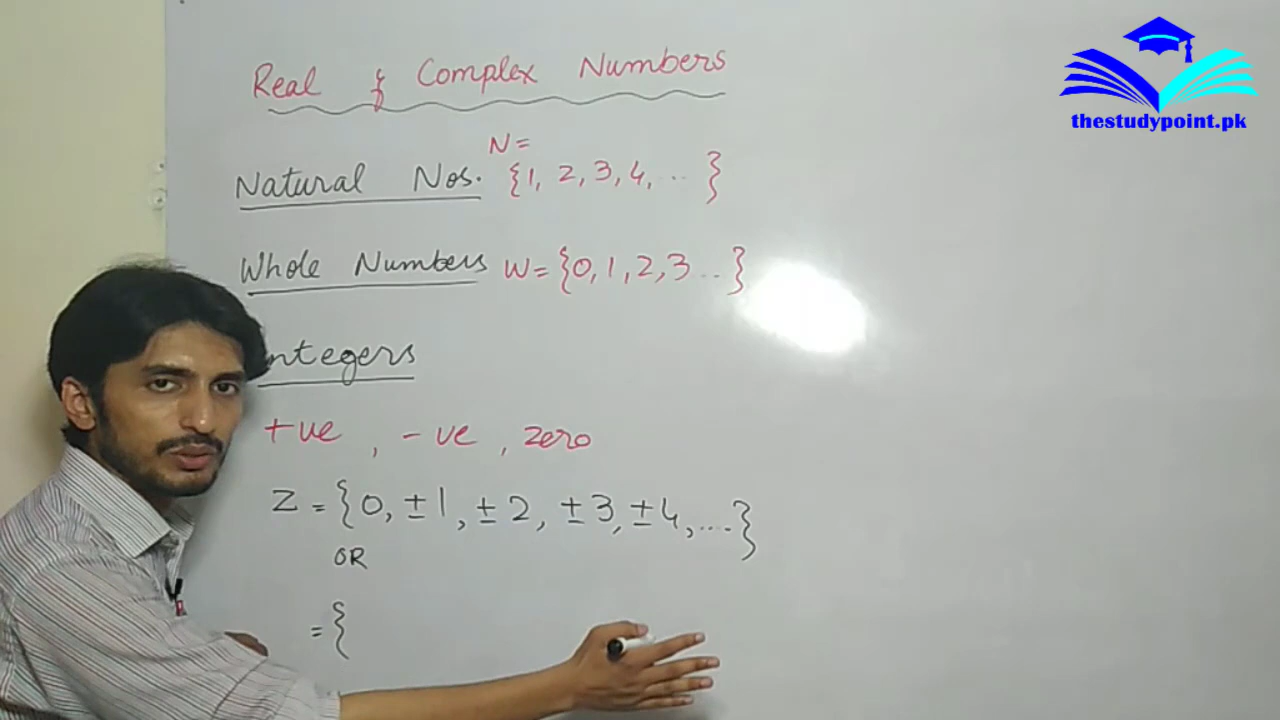 Real & Complex Numbers
thestudypoint.pk
N=
Natural Nos. {1, 2, 3, 4, ... }
Whole Numbers W= {0, 1, 2, 3 ... }
ntegers
+ve , -ve , zero
Z = {0, ±1, ±2, ±3, ±4, ....}
OR
= {